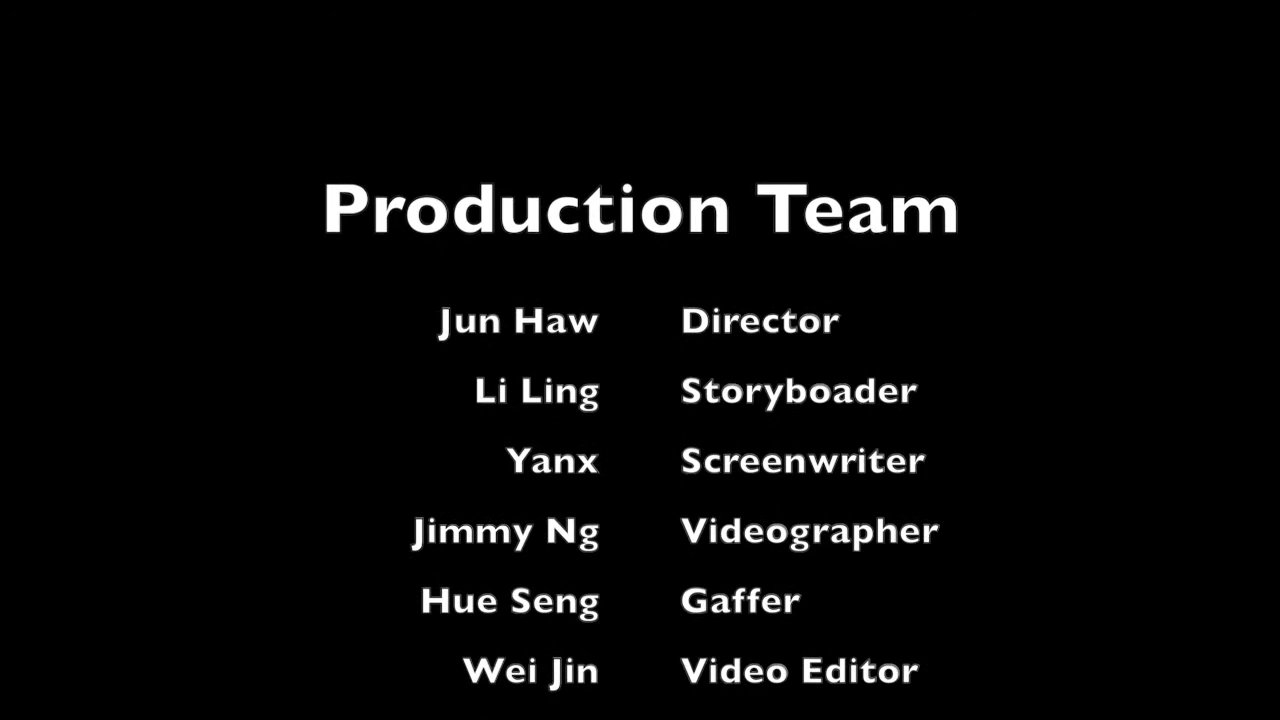 Production Team
Jun Haw Director
Li Ling Storyboader
Yanx Screenwriter
Jimmy Ng Videographer
Hue Seng Gaffer
Wei Jin Video Editor